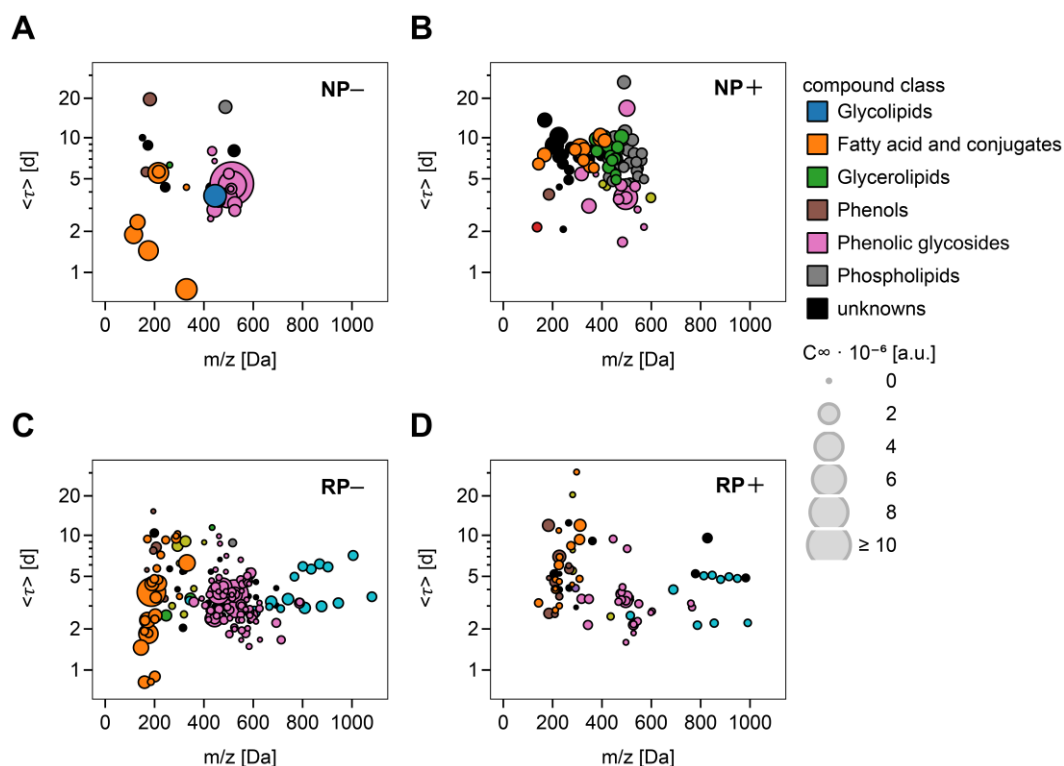 A
NP−
<τ> [d]
20
10
5
2
1
0 200 400 600 800 1000
m/z [Da]
B
NP+
<τ> [d]
20
10
5
2
1
0 200 400 600 800 1000
m/z [Da]
compound class
Glycolipids
Fatty acid and conjugates
Glycerolipids
Phenols
Phenolic glycosides
Phospholipids
unknowns
C∞ · 10⁻⁶ [a.u.]
0
2
4
6
8
≥ 10
C
RP−
<τ> [d]
20
10
5
2
1
0 200 400 600 800 1000
m/z [Da]
D
RP+
<τ> [d]
20
10
5
2
1
0 200 400 600 800 1000
m/z [Da]